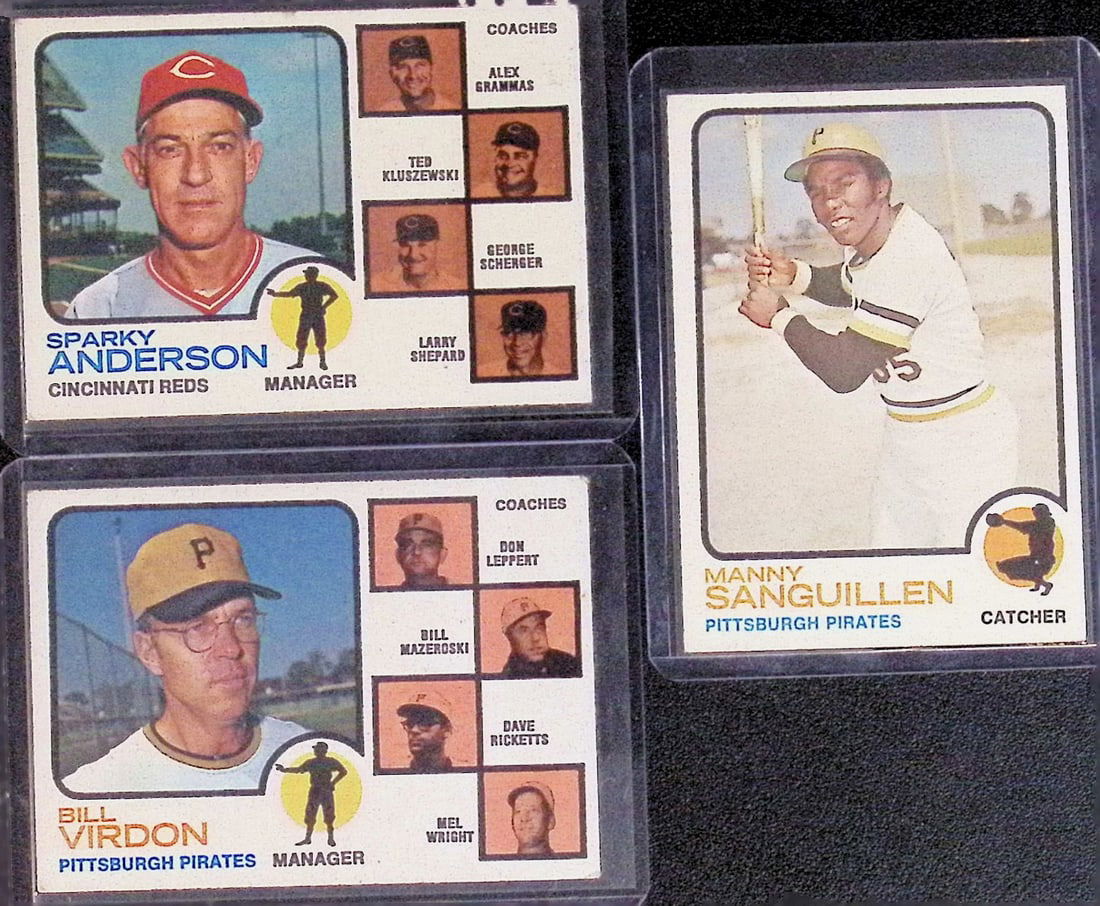 COACHES
ALEX
GRAMMAS
TED
KLUSZEWSKI
GEORGE
SCHERGER
LARRY
SHEPARD
SPARKY
ANDERSON
CINCINNATI REDS
MANAGER
COACHES
DON
LEPPERT
BILL
MAZEROSKI
DAVE
RICKETTS
MEL
WRIGHT
BILL
VIRDON
PITTSBURGH PIRATES
MANAGER
P
35
MANNY
SANGUILLEN
PITTSBURGH PIRATES
CATCHER